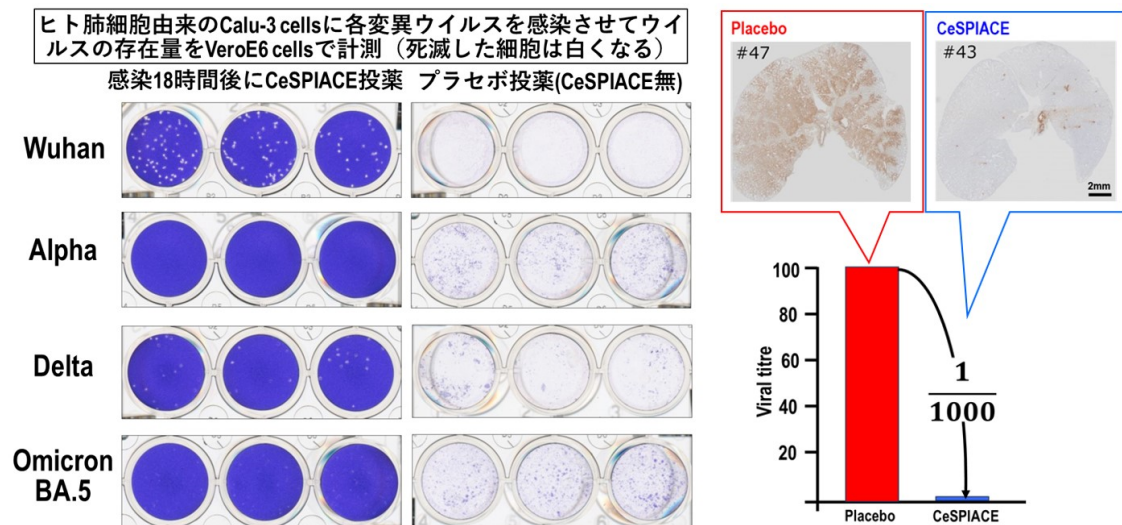 ヒト肺細胞由来のCalu-3 cellsに各変異ウイルスを感染させてウイ
ルスの存在量をVeroE6 cellsで計測（死滅した細胞は白くなる）
感染18時間後にCeSPIACE投薬
プラセボ投薬(CeSPIACE無)
Wuhan
Alpha
Delta
Omicron
BA.5
Placebo
#47
CeSPIACE
#43
2mm
Viral titre
100
80
60
40
20
1
1000
Placebo
CeSPIACE